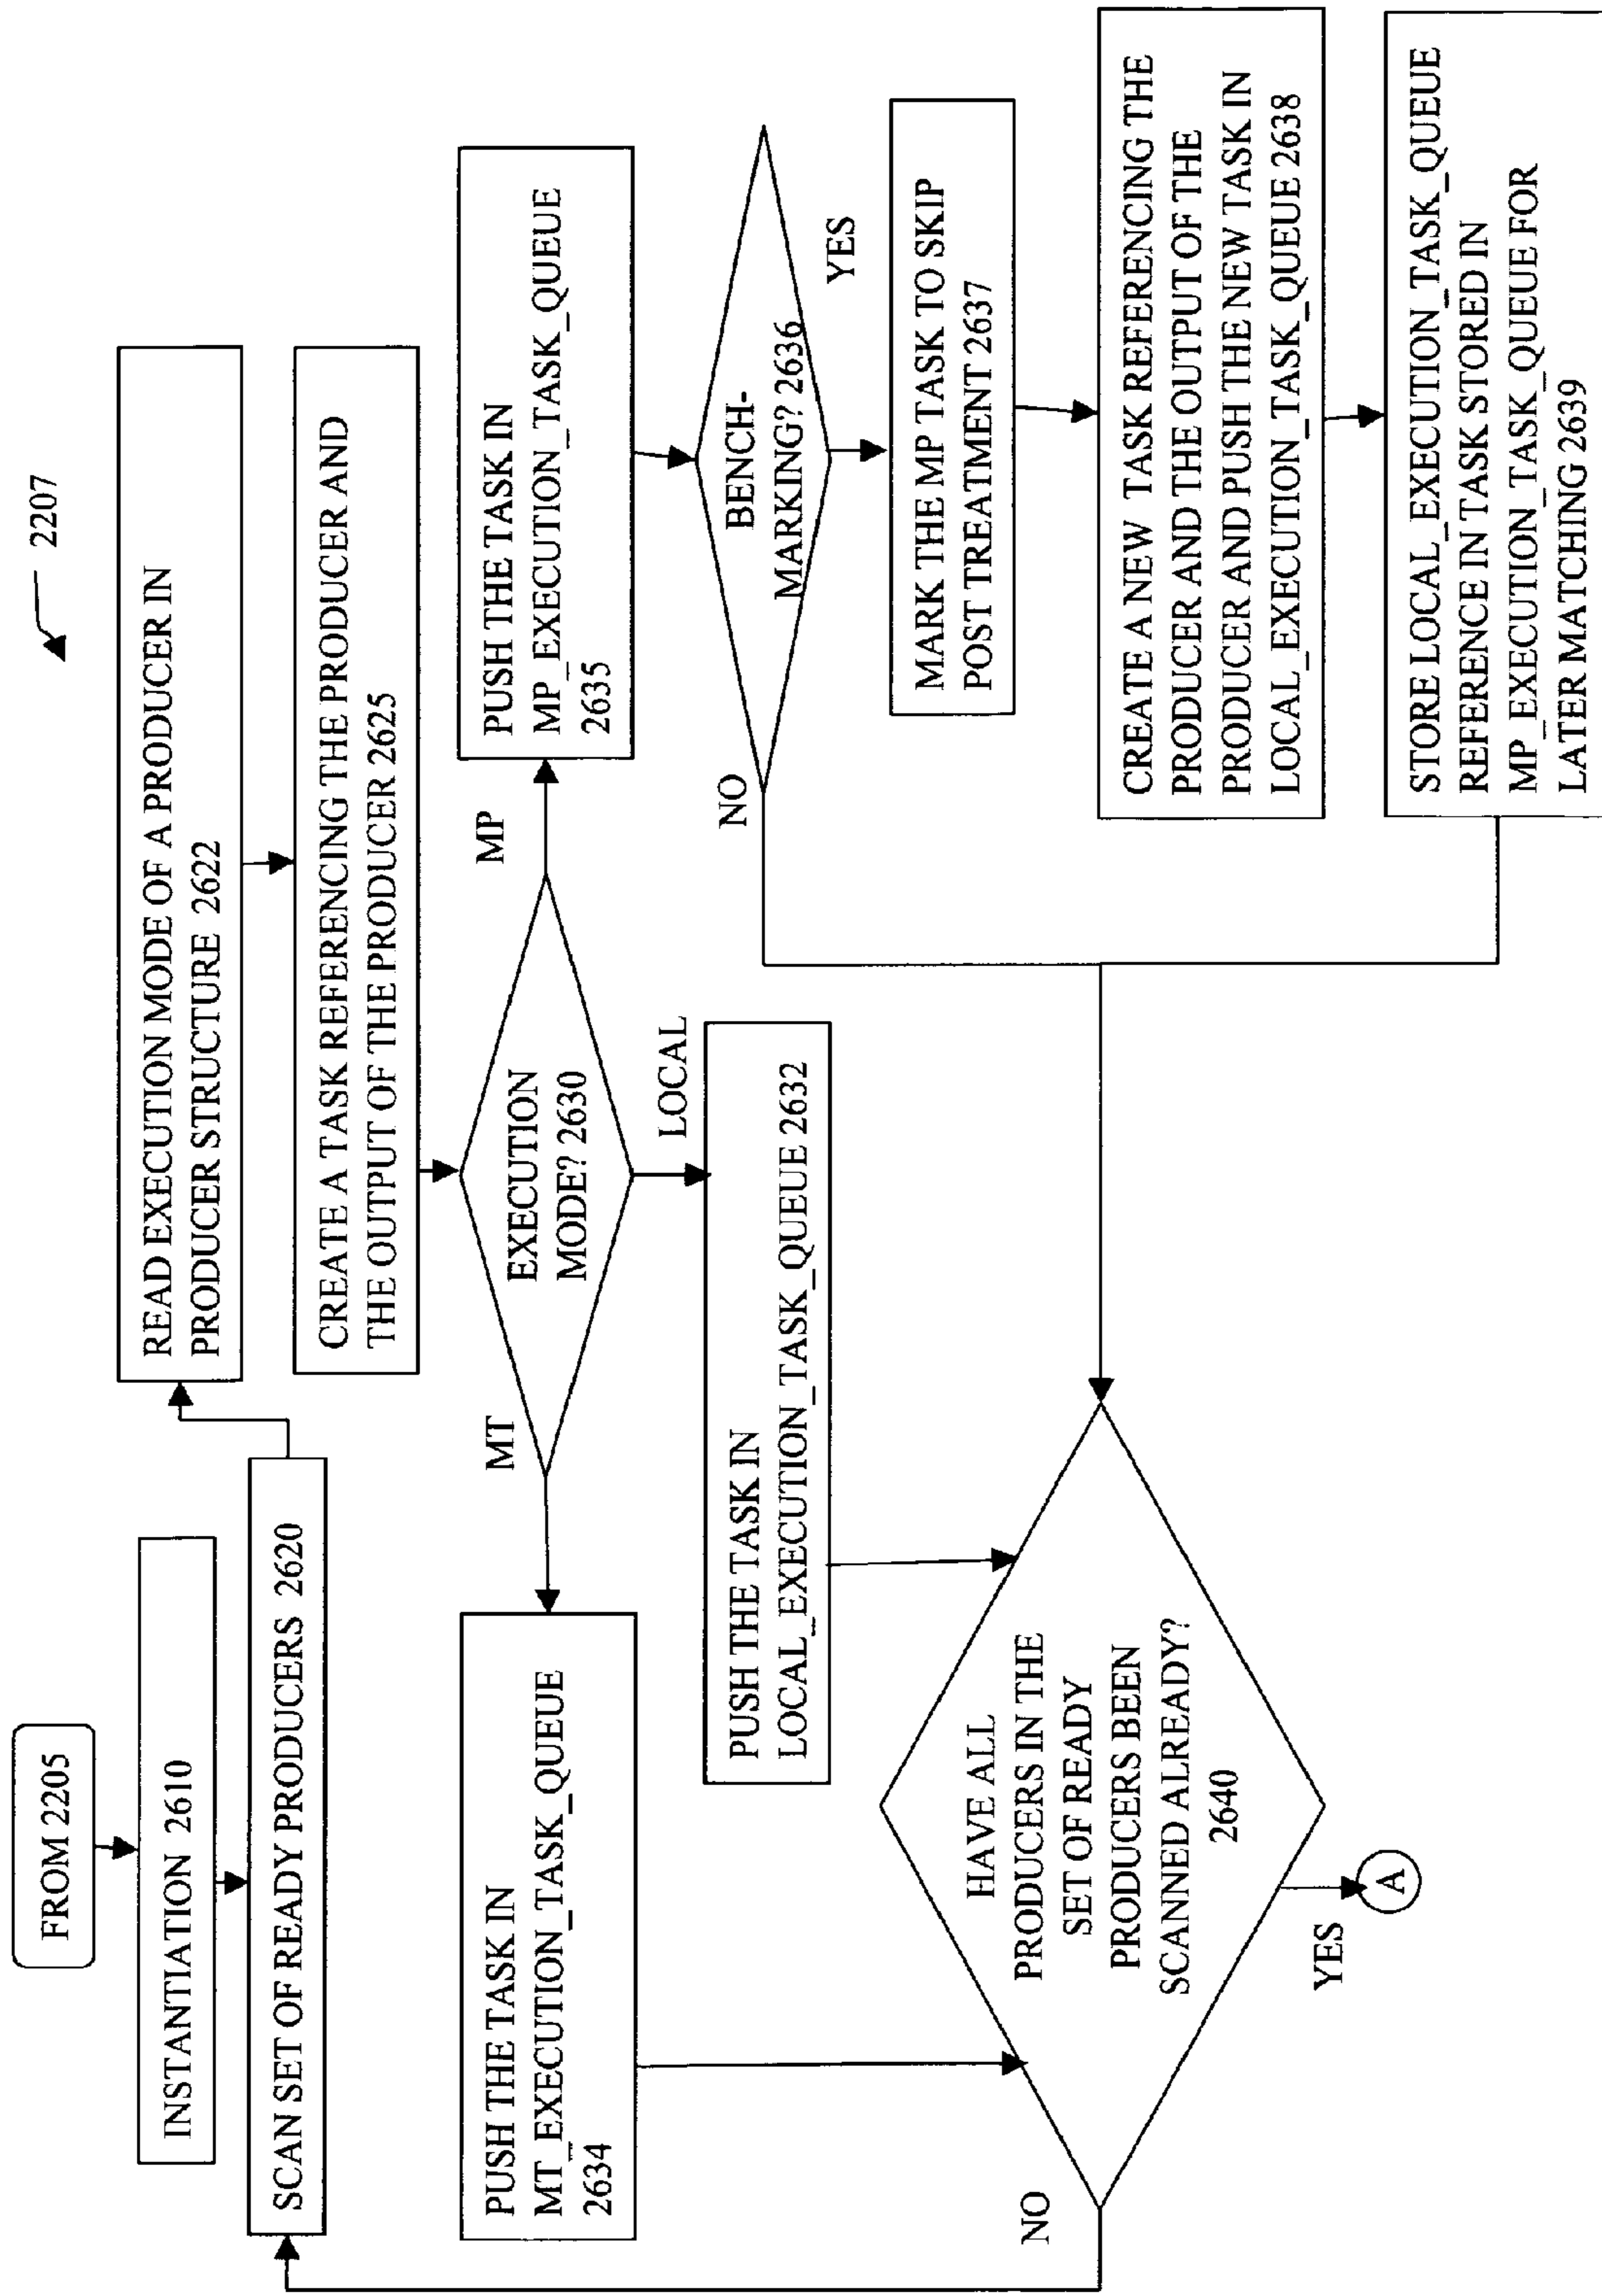 2207
FROM 2205
INSTANTIATION 2610
SCAN SET OF READY PRODUCERS 2620
READ EXECUTION MODE OF A PRODUCER IN
PRODUCER STRUCTURE 2622
CREATE A TASK REFERENCING THE PRODUCER AND
THE OUTPUT OF THE PRODUCER 2625
EXECUTION
MODE? 2630
MT
MP
LOCAL
PUSH THE TASK IN
MT_EXECUTION_TASK_QUEUE
2634
PUSH THE TASK IN
LOCAL_EXECUTION_TASK_QUEUE 2632
PUSH THE TASK IN
MP_EXECUTION_TASK_QUEUE
2635
BENCH-
MARKING? 2636
NO
YES
MARK THE MP TASK TO SKIP
POST TREATMENT 2637
CREATE A NEW TASK REFERENCING THE
PRODUCER AND THE OUTPUT OF THE
PRODUCER AND PUSH THE NEW TASK IN
LOCAL_EXECUTION_TASK_QUEUE 2638
STORE LOCAL_EXECUTION_TASK_QUEUE
REFERENCE IN TASK STORED IN
MP_EXECUTION_TASK_QUEUE FOR
LATER MATCHING 2639
HAVE ALL
PRODUCERS IN THE
SET OF READY
PRODUCERS BEEN
SCANNED ALREADY?
2640
NO
YES
A